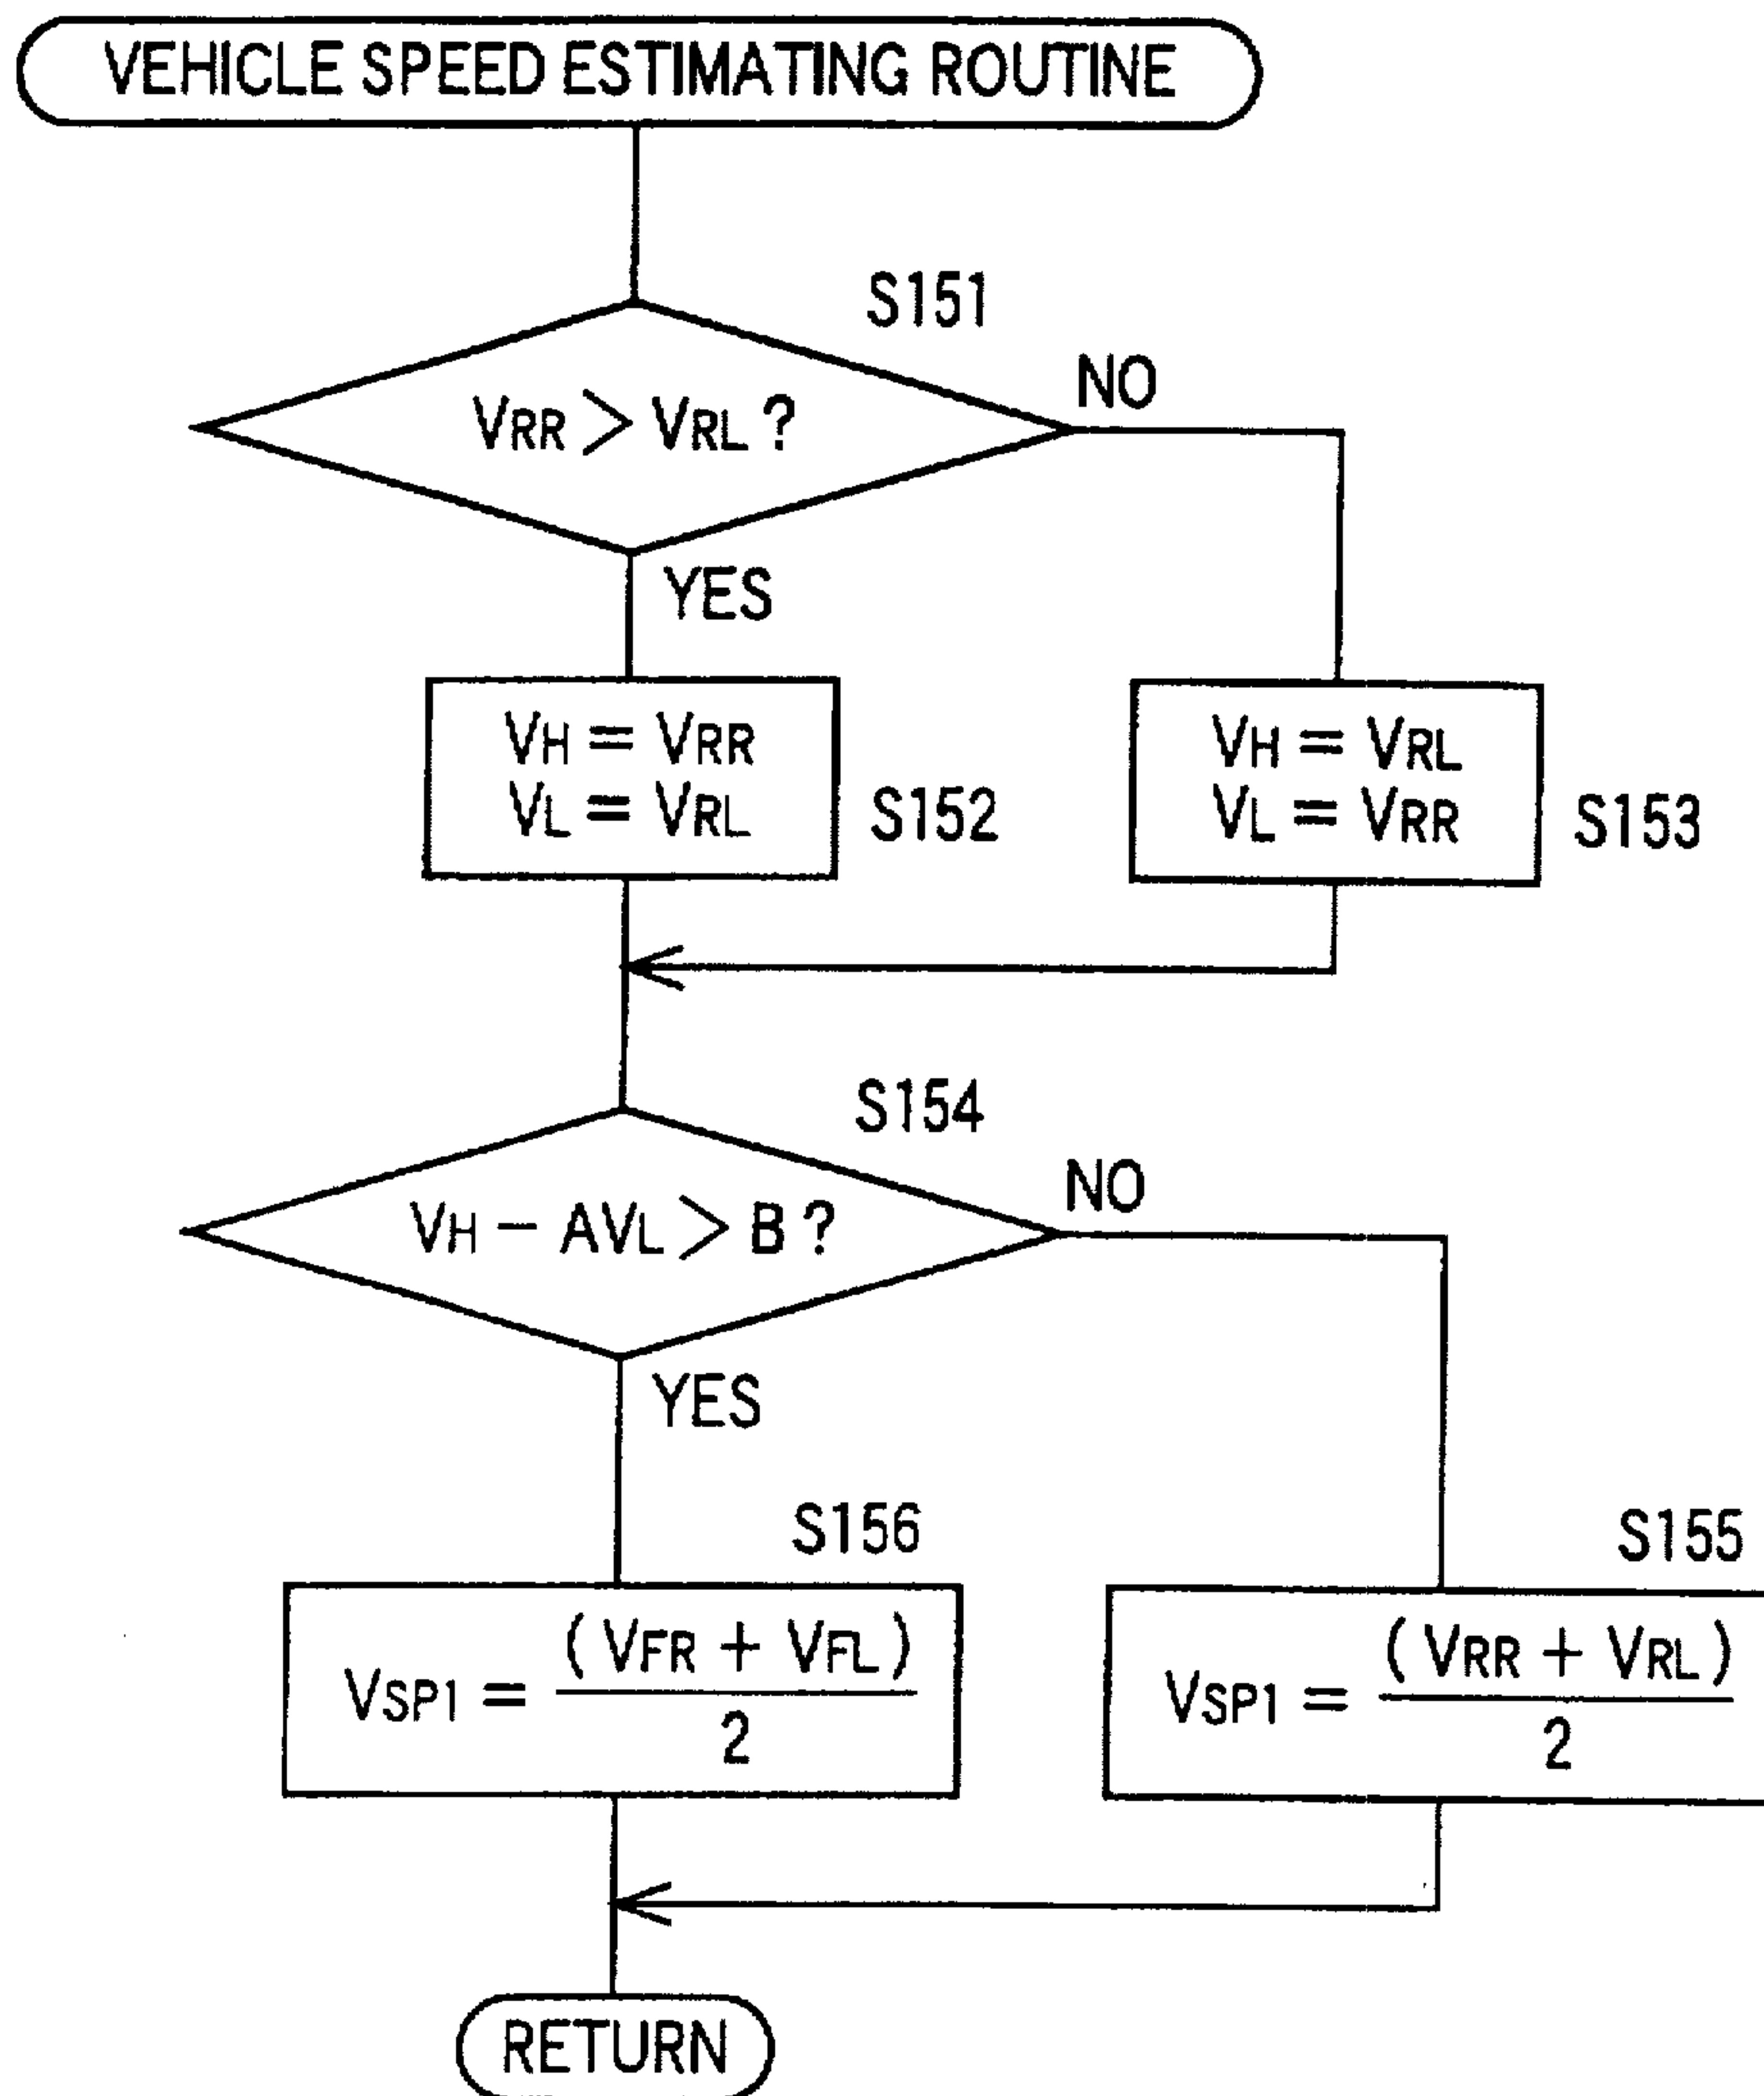 VEHICLE SPEED ESTIMATING ROUTINE
S151
VRR > VRL ?
NO
YES
VH = VRR
VL = VRL
S152
VH = VRL
VL = VRR
S153
S154
VH - AVL > B ?
NO
YES
S156
VSP1 = (VFR + VFL) / 2
S155
VSP1 = (VRR + VRL) / 2
RETURN